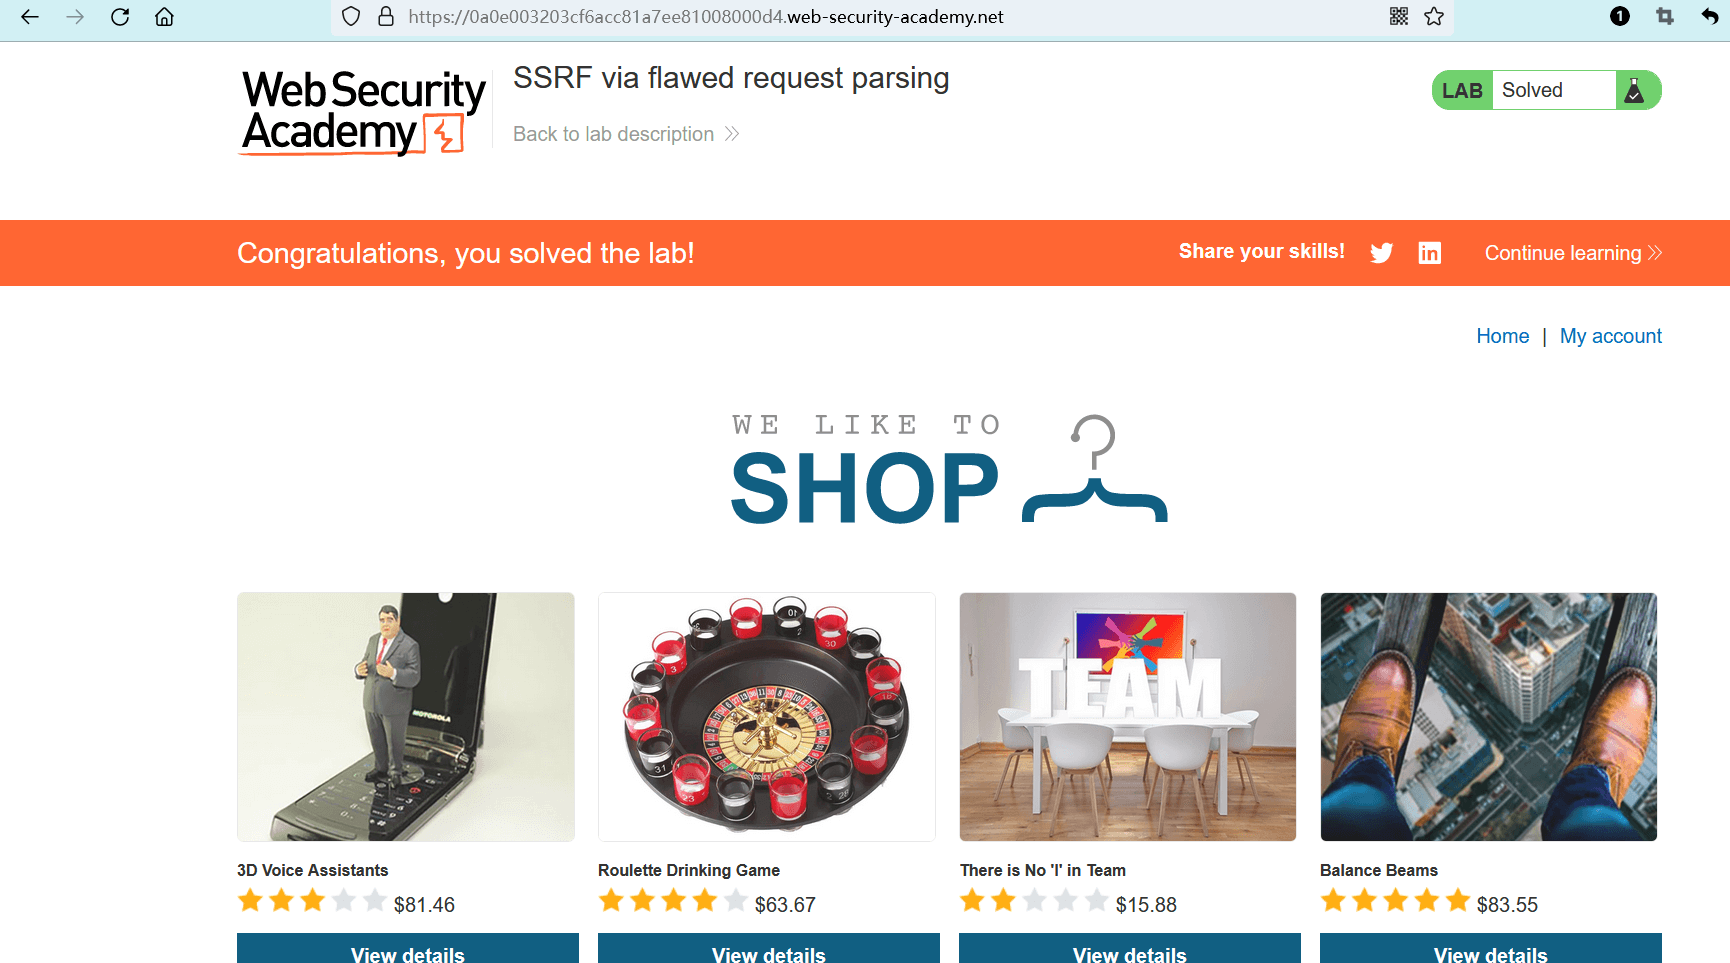 https://0a0e003203cf6acc81a7ee81008000d4.web-security-academy.net
1
Web Security
Academy
SSRF via flawed request parsing
Back to lab description
LAB Solved
Congratulations, you solved the lab!
Share your skills!
Continue learning
Home | My account
WE LIKE TO
SHOP
MOTOROLA
TEAM
3D Voice Assistants
$81.46
View details
Roulette Drinking Game
$63.67
View details
There is No 'I' in Team
$15.88
View details
Balance Beams
$83.55
View details